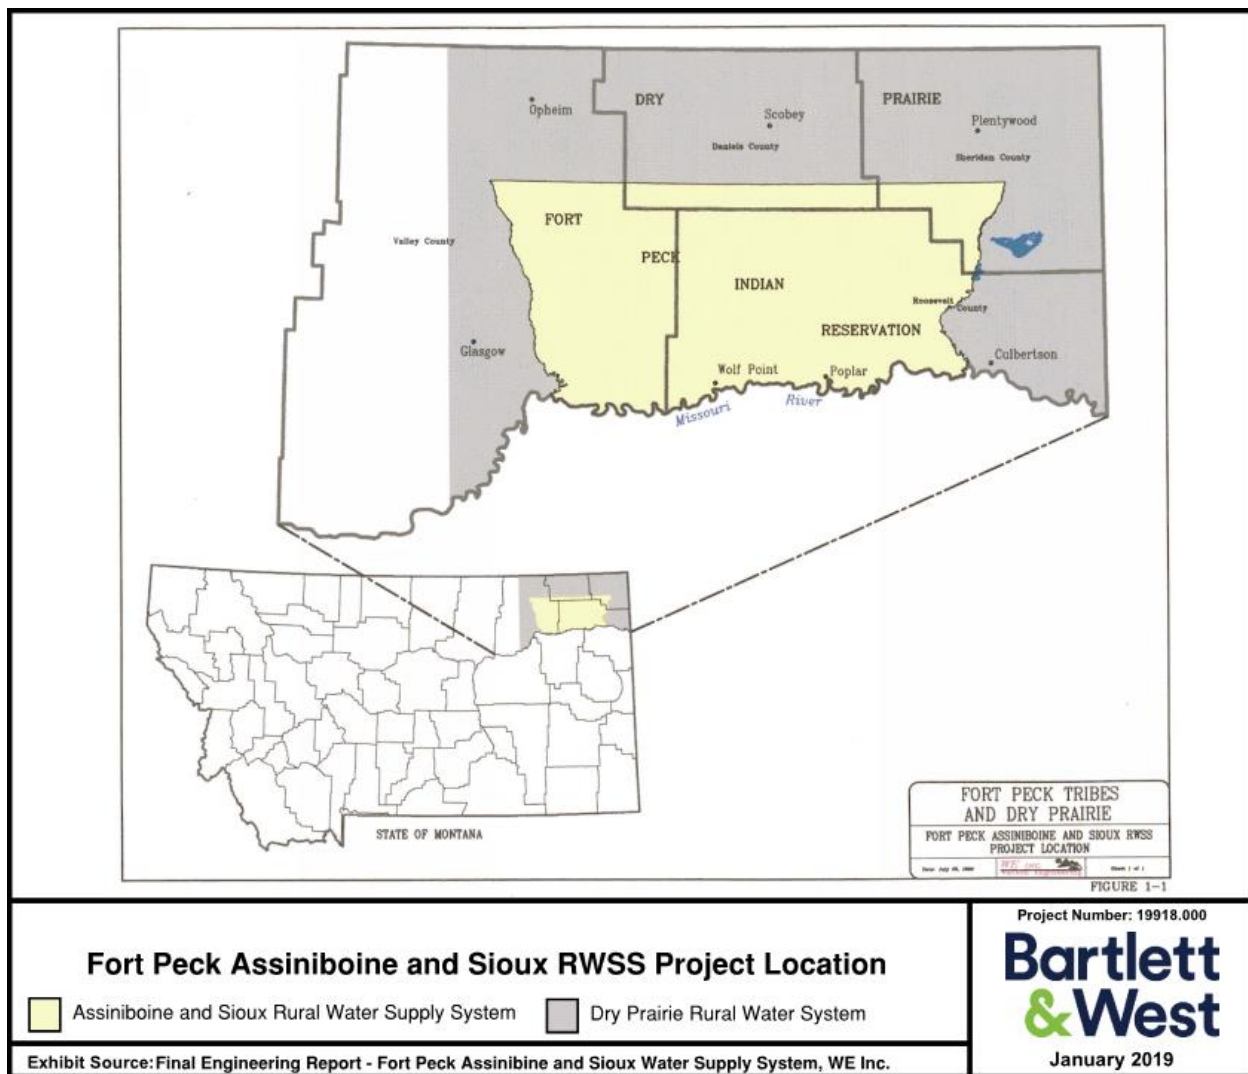 DRY
PRAIRIE
Opheim
Scobey
Plentywood
Daniels County
Sheridan County
FORT
Valley County
PECK
INDIAN
Roosevelt County
RESERVATION
Glasgow
Culbertson
Wolf Point
Poplar
Missouri
River
STATE OF MONTANA
FORT PECK TRIBES
AND DRY PRAIRIE
FORT PECK ASSINIBOINE AND SIOUX RWSS
PROJECT LOCATION
Sheet 1 of 1
FIGURE 1-1
Fort Peck Assiniboine and Sioux RWSS Project Location
Assiniboine and Sioux Rural Water Supply System
Dry Prairie Rural Water System
Exhibit Source:Final Engineering Report - Fort Peck Assinibine and Sioux Water Supply System, WE Inc.
Project Number: 19918.000
Bartlett
&West
January 2019